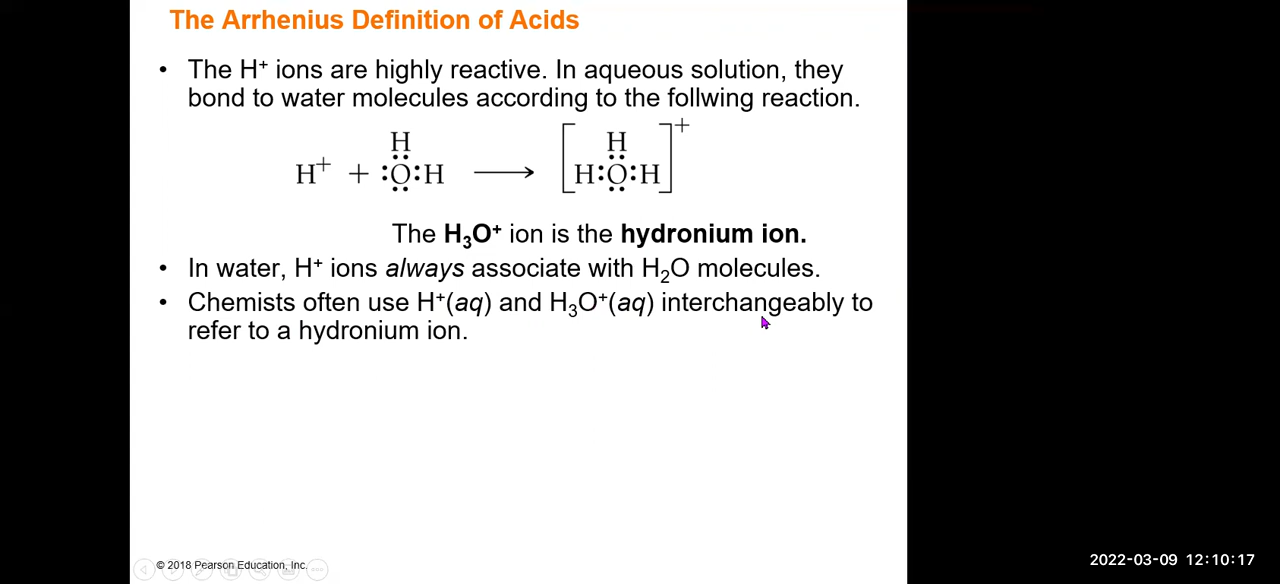 The Arrhenius Definition of Acids
• The H⁺ ions are highly reactive. In aqueous solution, they
bond to water molecules according to the follwing reaction.
H H +
H⁺ + :O:H ⟶ [H:O:H]
The H₃O⁺ ion is the hydronium ion.
• In water, H⁺ ions always associate with H₂O molecules.
• Chemists often use H⁺(aq) and H₃O⁺(aq) interchangeably to
refer to a hydronium ion.
© 2018 Pearson Education, Inc.
2022-03-09 12:10:17